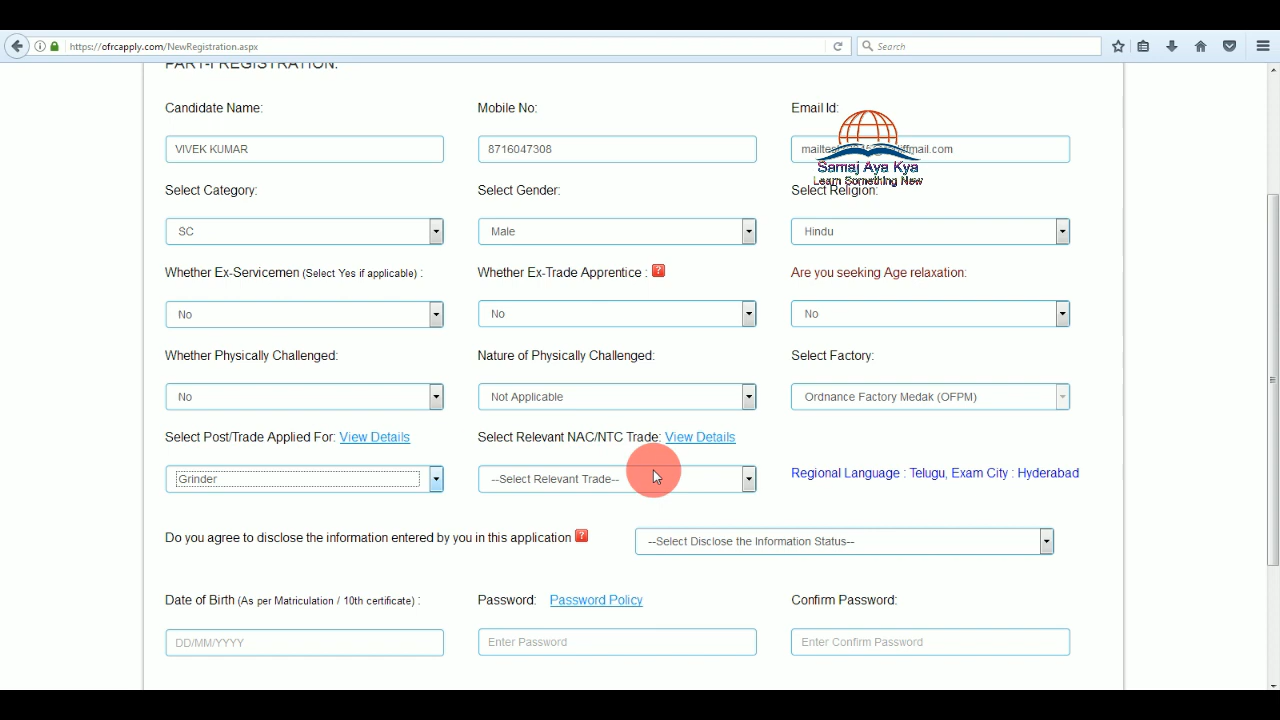 https://ofrcapply.com/NewRegistration.aspx
Search
PART-I REGISTRATION:
Candidate Name: Mobile No: Email Id:
VIVEK KUMAR 8716047308 mail.com
Samaj Aya Kya
Learn Something New
Select Category: Select Gender: Select Religion:
SC Male Hindu
Whether Ex-Servicemen (Select Yes if applicable) : Whether Ex-Trade Apprentice : ? Are you seeking Age relaxation:
No No No
Whether Physically Challenged: Nature of Physically Challenged: Select Factory:
No Not Applicable Ordnance Factory Medak (OFPM)
Select Post/Trade Applied For: View Details Select Relevant NAC/NTC Trade: View Details
Grinder --Select Relevant Trade-- Regional Language : Telugu, Exam City : Hyderabad
Do you agree to disclose the information entered by you in this application ? --Select Disclose the Information Status--
Date of Birth (As per Matriculation / 10th certificate) : Password: Password Policy Confirm Password:
DD/MM/YYYY Enter Password Enter Confirm Password